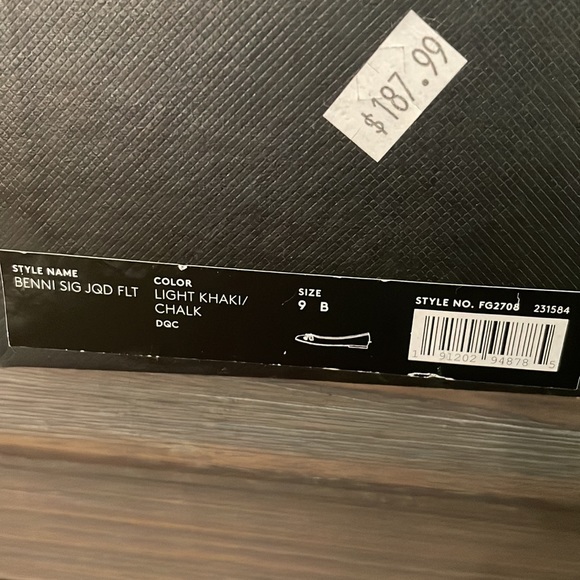 $187.99
STYLE NAME
BENNI SIG JQD FLT
COLOR
LIGHT KHAKI/
CHALK
DQC
SIZE
9 B
STYLE NO. FG2708 231584
1 91202 94878 5